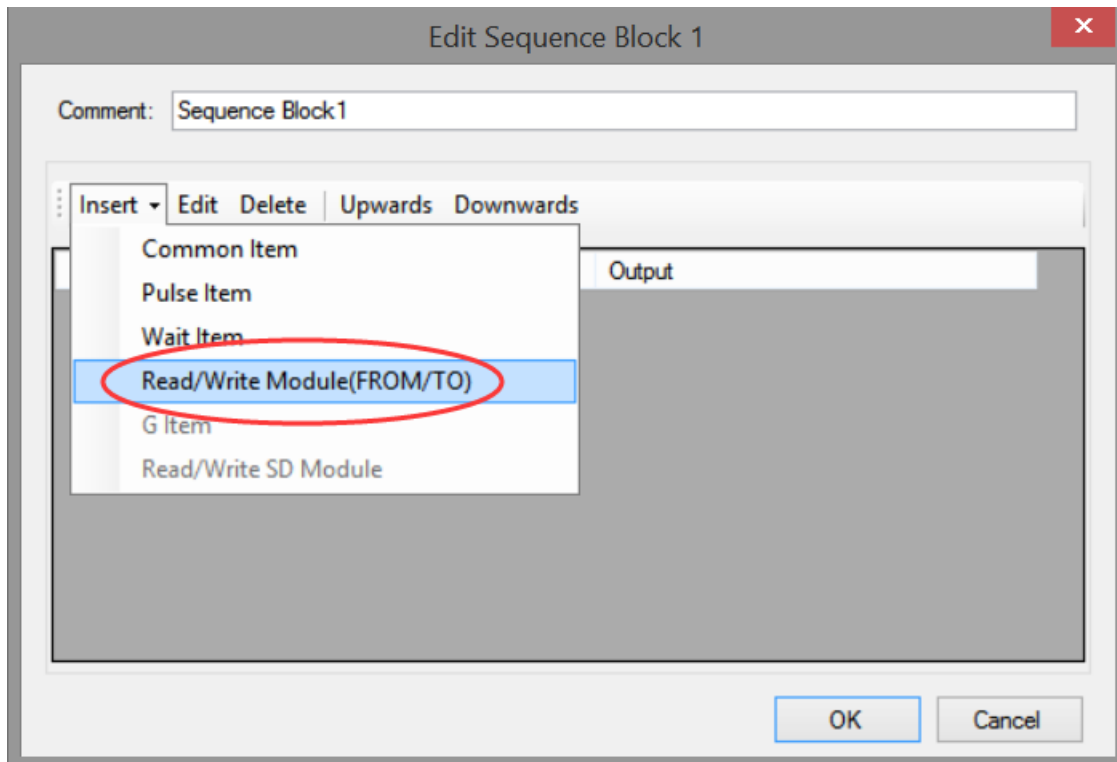 Edit Sequence Block 1
Comment: Sequence Block1
Insert Edit Delete Upwards Downwards
Common Item
Output
Pulse Item
Wait Item
Read/Write Module(FROM/TO)
G Item
Read/Write SD Module
OK Cancel